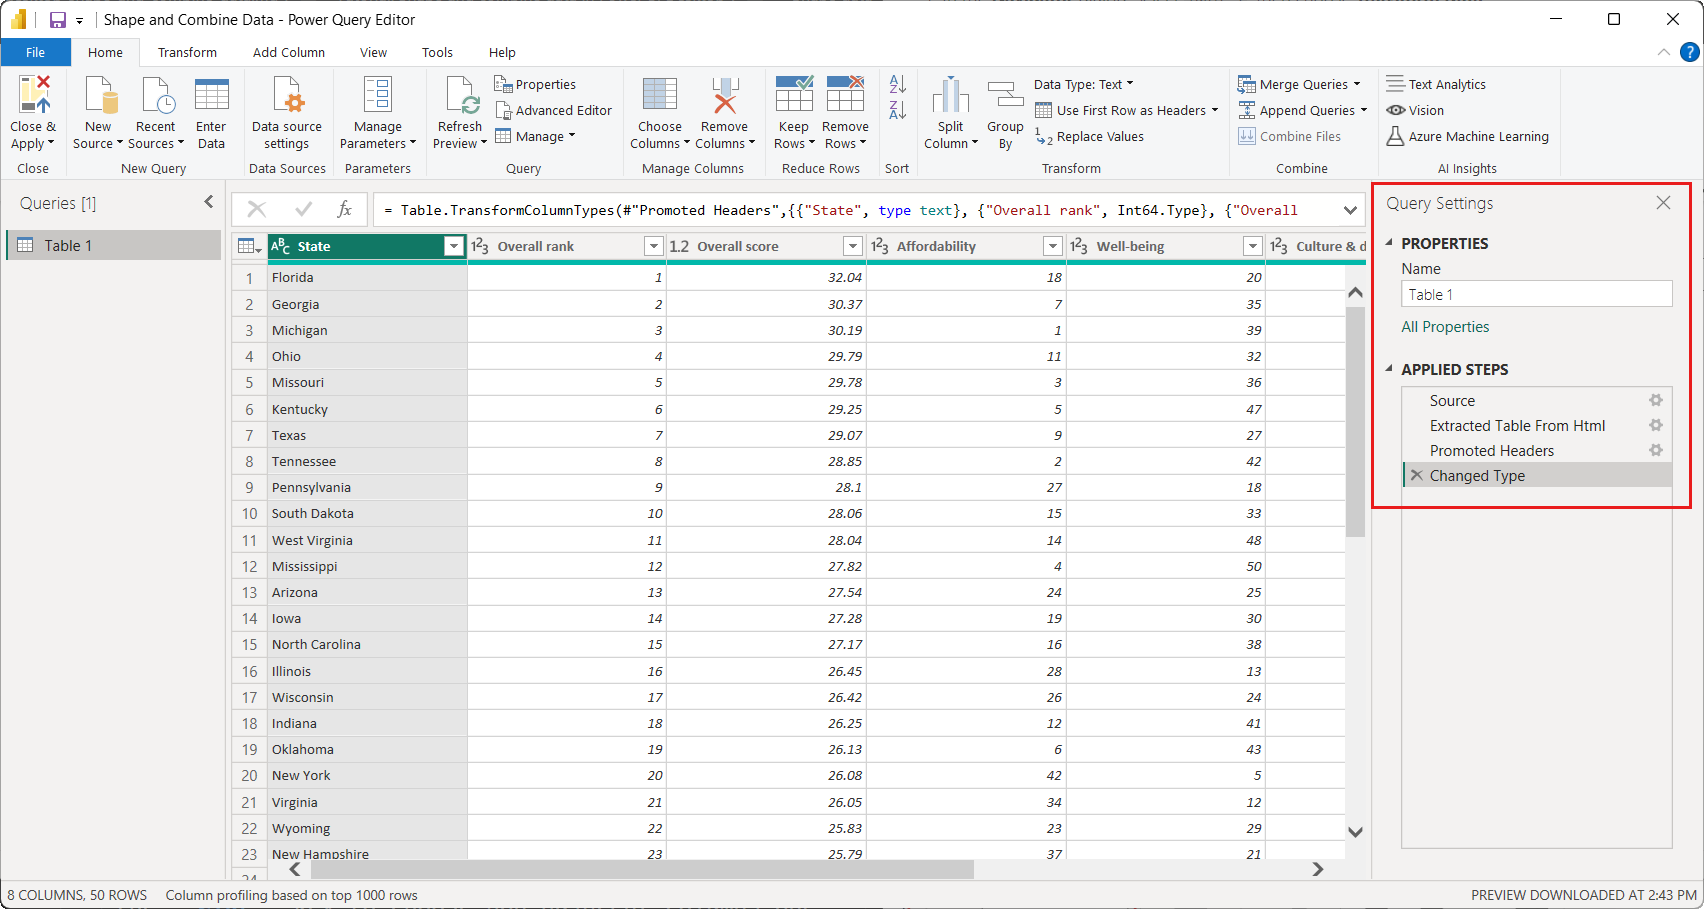 Shape and Combine Data - Power Query Editor
File Home Transform Add Column View Tools Help
Close & Apply
New Source
Recent Sources
Enter Data
Data source settings
Manage Parameters
Refresh Preview
Properties
Advanced Editor
Manage
Choose Columns
Remove Columns
Keep Rows
Remove Rows
Split Column
Group By
Data Type: Text
Use First Row as Headers
Replace Values
Merge Queries
Append Queries
Combine Files
Text Analytics
Vision
Azure Machine Learning
Close New Query Data Sources Parameters Query Manage Columns Reduce Rows Sort Transform Combine AI Insights
Queries [1]
Table 1
fx = Table.TransformColumnTypes(#"Promoted Headers",{{"State", type text}, {"Overall rank", Int64.Type}, {"Overall
ABC State 123 Overall rank 1.2 Overall score 123 Affordability 123 Well-being 123 Culture & d
1 Florida 1 32.04 18 20
2 Georgia 2 30.37 7 35
3 Michigan 3 30.19 1 39
4 Ohio 4 29.79 11 32
5 Missouri 5 29.78 3 36
6 Kentucky 6 29.25 5 47
7 Texas 7 29.07 9 27
8 Tennessee 8 28.85 2 42
9 Pennsylvania 9 28.1 27 18
10 South Dakota 10 28.06 15 33
11 West Virginia 11 28.04 14 48
12 Mississippi 12 27.82 4 50
13 Arizona 13 27.54 24 25
14 Iowa 14 27.28 19 30
15 North Carolina 15 27.17 16 38
16 Illinois 16 26.45 28 13
17 Wisconsin 17 26.42 26 24
18 Indiana 18 26.25 12 41
19 Oklahoma 19 26.13 6 43
20 New York 20 26.08 42 5
21 Virginia 21 26.05 34 12
22 Wyoming 22 25.83 23 29
23 New Hampshire 23 25.79 37 21
24
Query Settings
PROPERTIES
Name
Table 1
All Properties
APPLIED STEPS
Source
Extracted Table From Html
Promoted Headers
Changed Type
8 COLUMNS, 50 ROWS Column profiling based on top 1000 rows PREVIEW DOWNLOADED AT 2:43 PM